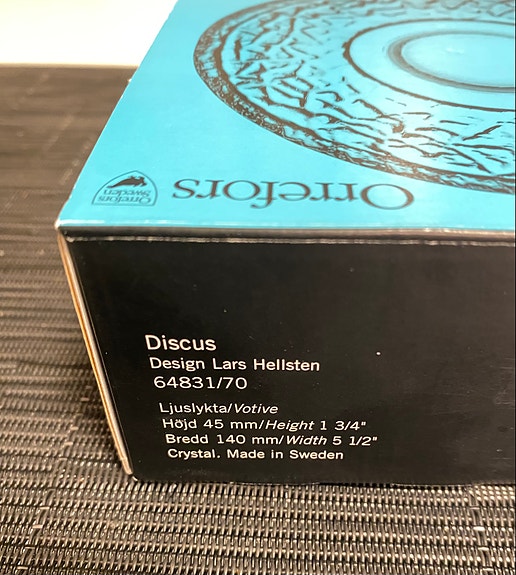 Orrefors
Orrefors
Sweden
Discus
Design Lars Hellsten
64831/70
Ljuslykta/Votive
Höjd 45 mm/Height 1 3/4"
Bredd 140 mm/Width 5 1/2"
Crystal. Made in Sweden